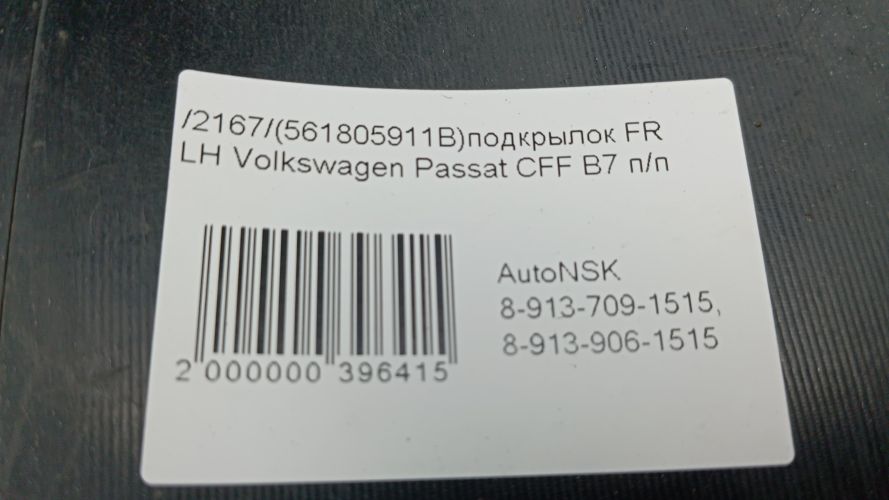 /2167/(561805911B)подкрылок FR
LH Volkswagen Passat CFF B7 п/п
AutoNSK
8-913-709-1515,
8-913-906-1515
2 000000 396415